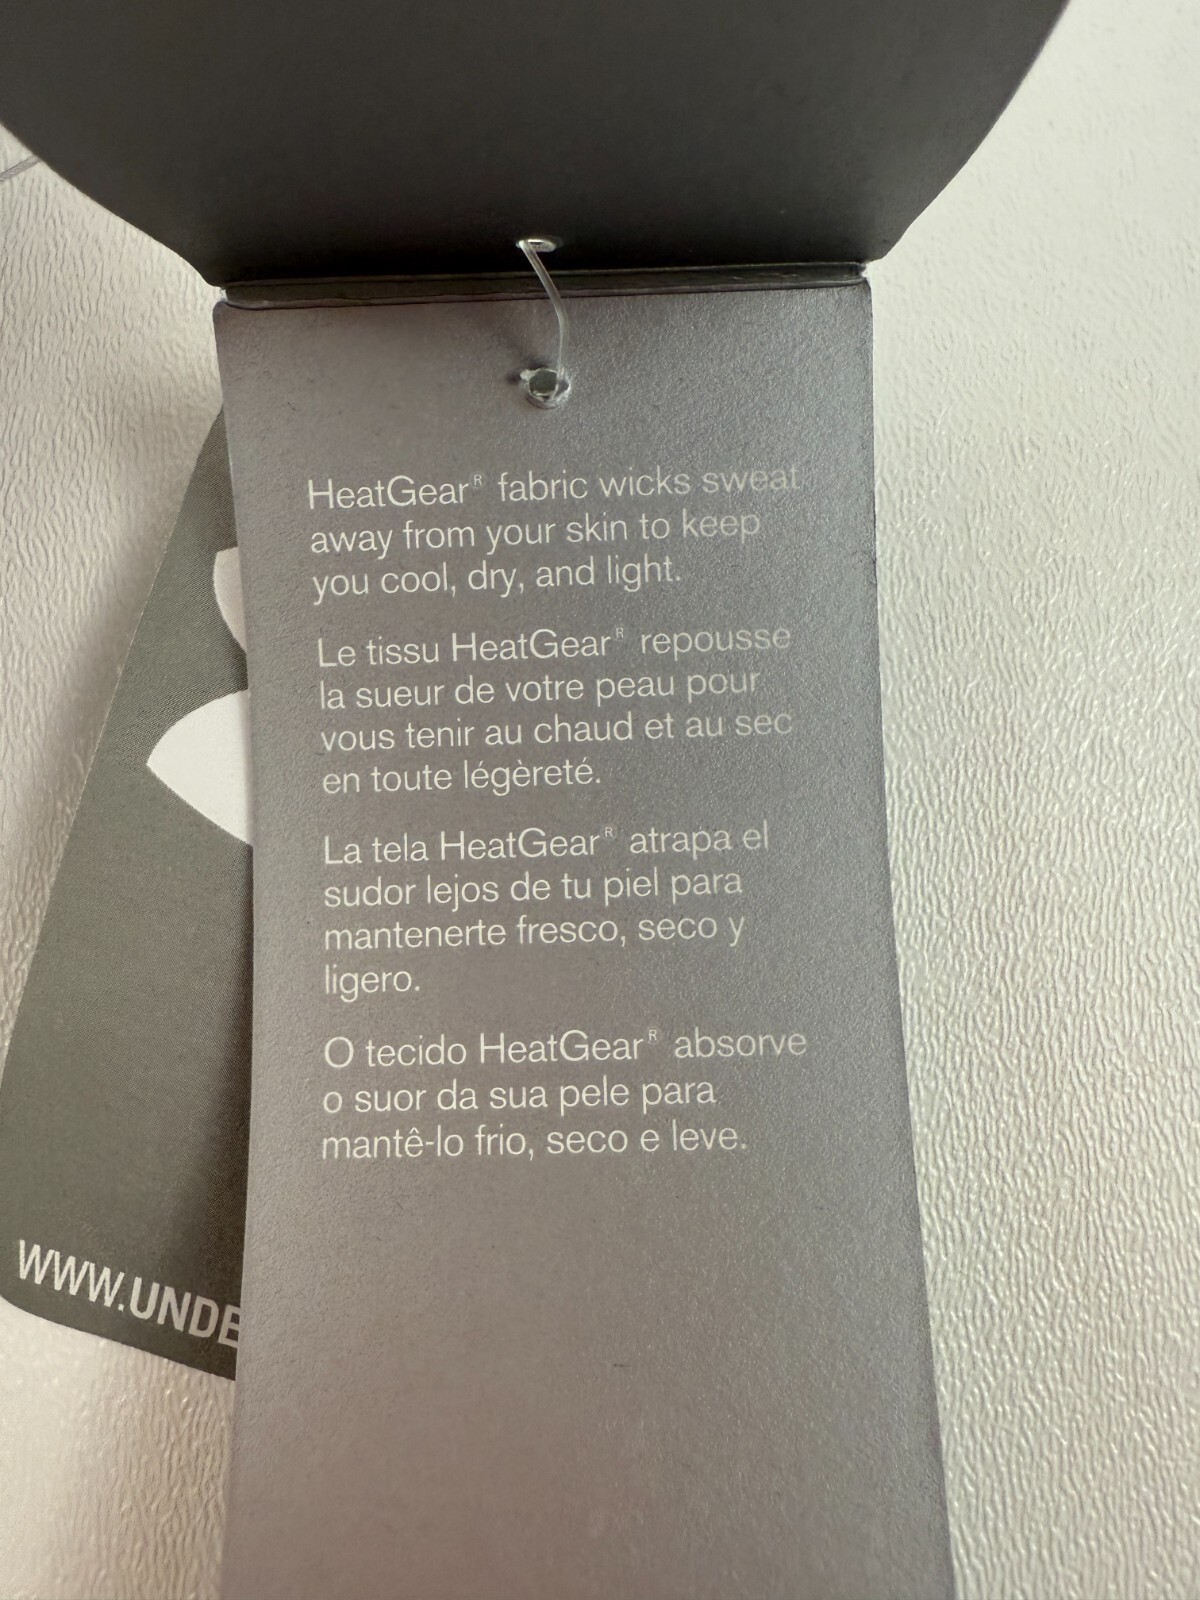 HeatGear® fabric wicks sweat
away from your skin to keep
you cool, dry, and light.
Le tissu HeatGear® repousse
la sueur de votre peau pour
vous tenir au chaud et au sec
en toute légèreté.
La tela HeatGear® atrapa el
sudor lejos de tu piel para
mantenerte fresco, seco y
ligero.
O tecido HeatGear® absorve
o suor da sua pele para
mantê-lo frio, seco e leve.
WWW.UNDE